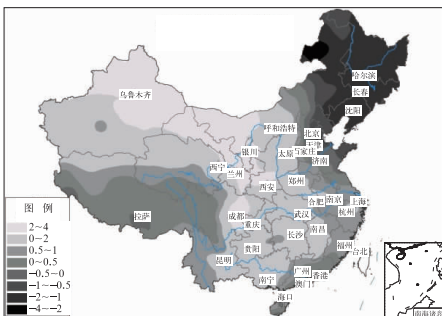 哈尔滨
长春
乌鲁木齐
沈阳
呼和浩特
北京
天津
银川
太原
石家庄
济南
西宁
兰州
西安
郑州
合肥
南京
上海
拉萨
成都
武汉
杭州
重庆
长沙
南昌
贵阳
福州
昆明
台北
广州
南宁
香港
澳门
海口
图 例
2~4
0~2
0.5~1
0~0.5
-0.5~0
-1~-0.5
-2~-1
-4~-2
南海诸岛